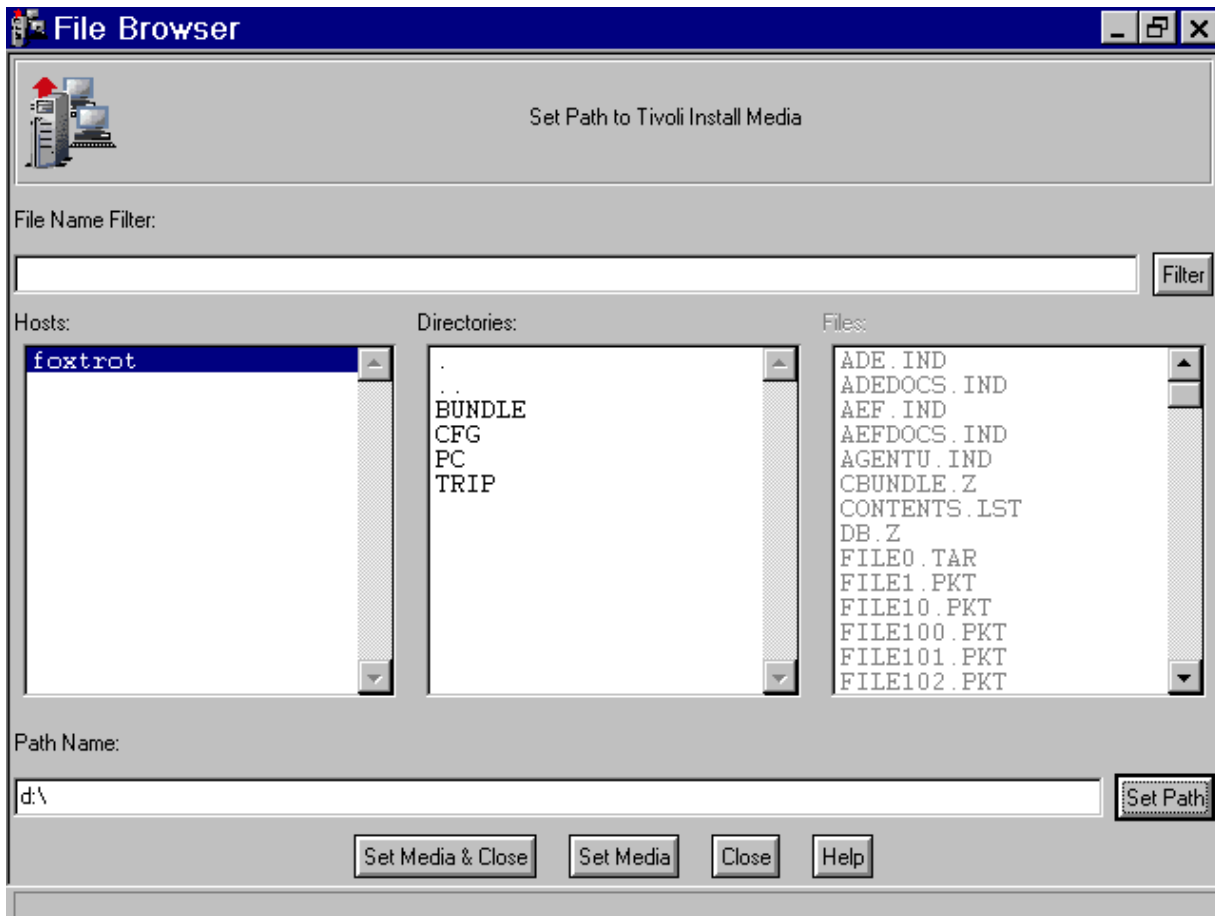 File Browser
Set Path to Tivoli Install Media
File Name Filter:
Filter
Hosts:
foxtrot
Directories:
.
..
BUNDLE
CFG
PC
TRIP
Files:
ADE.IND
ADEDOCS.IND
AEF.IND
AEFDOCS.IND
AGENTU.IND
CBUNDLE.Z
CONTENTS.LST
DB.Z
FILE0.TAR
FILE1.PKT
FILE10.PKT
FILE100.PKT
FILE101.PKT
FILE102.PKT
Path Name:
d:\
Set Path
Set Media & Close
Set Media
Close
Help